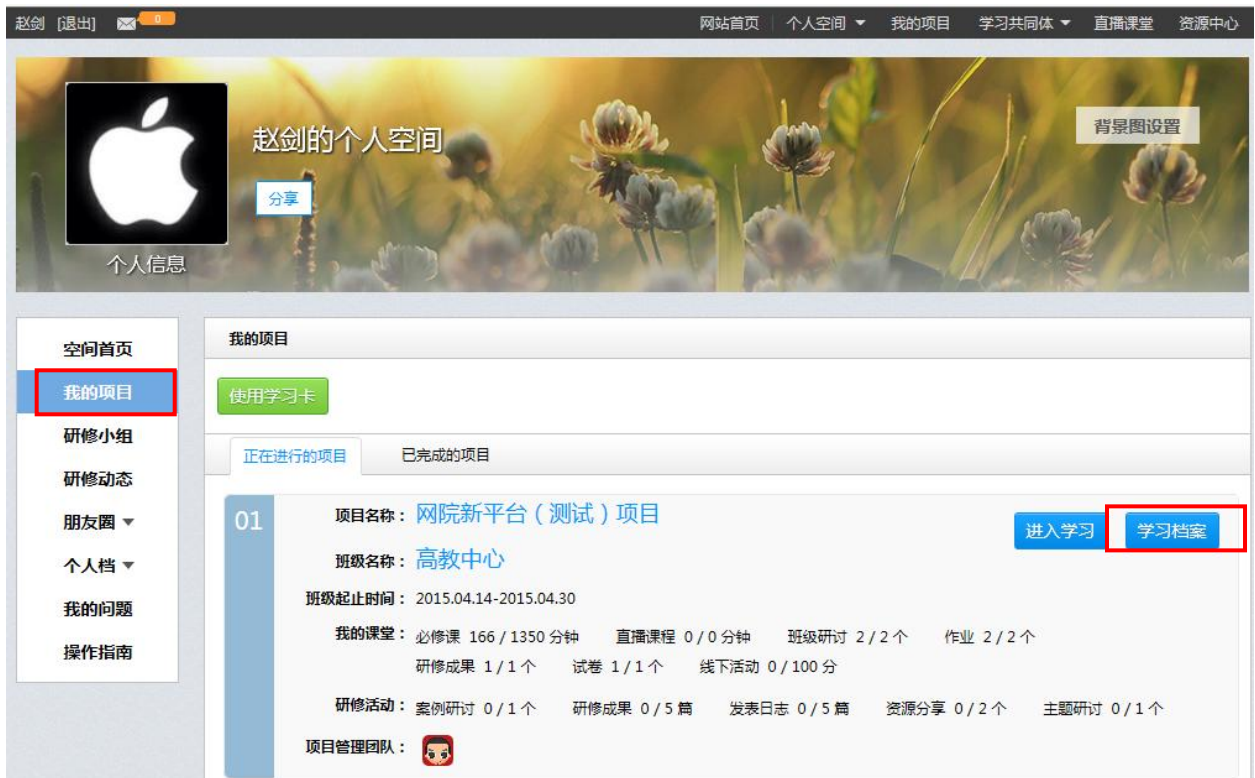 赵剑 [退出] 0 网站首页 个人空间 我的项目 学习共同体 直播课堂 资源中心
赵剑的个人空间
背景图设置
分享
个人信息
空间首页
我的项目
研修小组
研修动态
朋友圈
个人档
我的问题
操作指南
我的项目
使用学习卡
正在进行的项目 已完成的项目
01 项目名称: 网院新平台(测试)项目
进入学习 学习档案
班级名称: 高教中心
班级起止时间: 2015.04.14-2015.04.30
我的课堂: 必修课 166 / 1350 分钟 直播课程 0 / 0 分钟 班级研讨 2 / 2 个 作业 2 / 2 个
研修成果 1 / 1 个 试卷 1 / 1 个 线下活动 0 / 100 分
研修活动: 案例研讨 0 / 1 个 研修成果 0 / 5 篇 发表日志 0 / 5 篇 资源分享 0 / 2 个 主题研讨 0 / 1 个
项目管理团队: